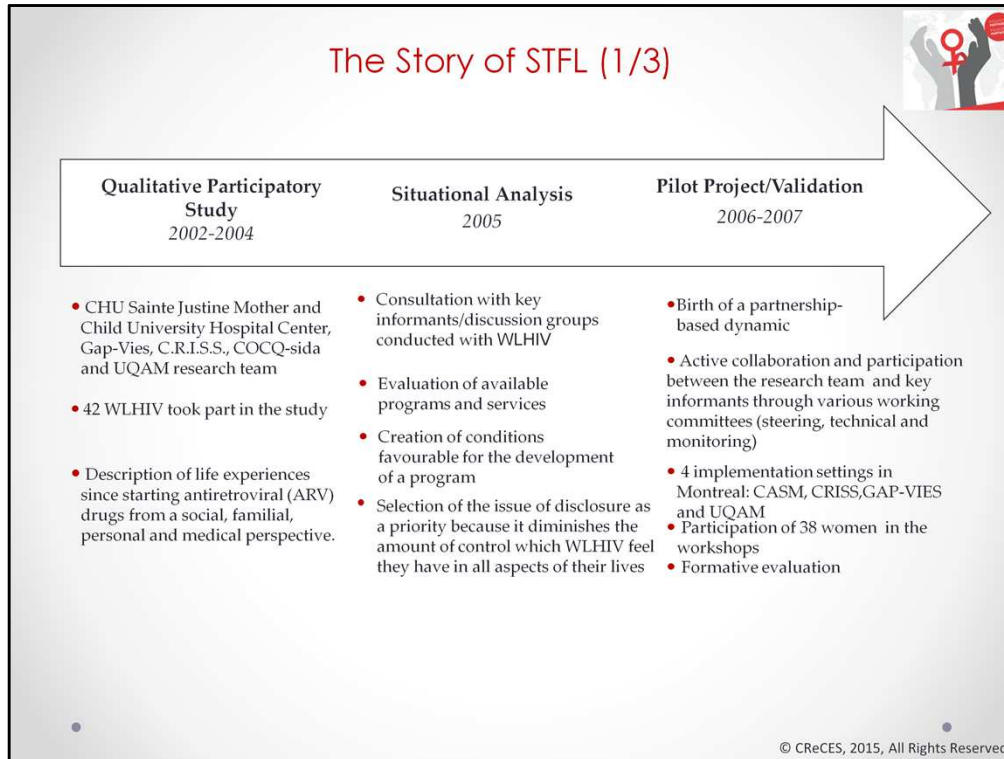 The Story of STFL (1/3)
Qualitative Participatory
Study
2002-2004
• CHU Sainte Justine Mother and
Child University Hospital Center,
Gap-Vies, C.R.I.S.S., COCQ-sida
and UQAM research team
• 42 WLHIV took part in the study
• Description of life experiences
since starting antiretroviral (ARV)
drugs from a social, familial,
personal and medical perspective.
Situational Analysis
2005
• Consultation with key
informants/discussion groups
conducted with WLHIV
• Evaluation of available
programs and services
• Creation of conditions
favourable for the development
of a program
• Selection of the issue of disclosure as
a priority because it diminishes the
amount of control which WLHIV feel
they have in all aspects of their lives
Pilot Project/Validation
2006-2007
•Birth of a partnership-
based dynamic
• Active collaboration and participation
between the research team and key
informants through various working
committees (steering, technical and
monitoring)
• 4 implementation settings in
Montreal: CASM, CRISS,GAP-VIES
and UQAM
• Participation of 38 women in the
workshops
• Formative evaluation
© CReCES, 2015, All Rights Reserved